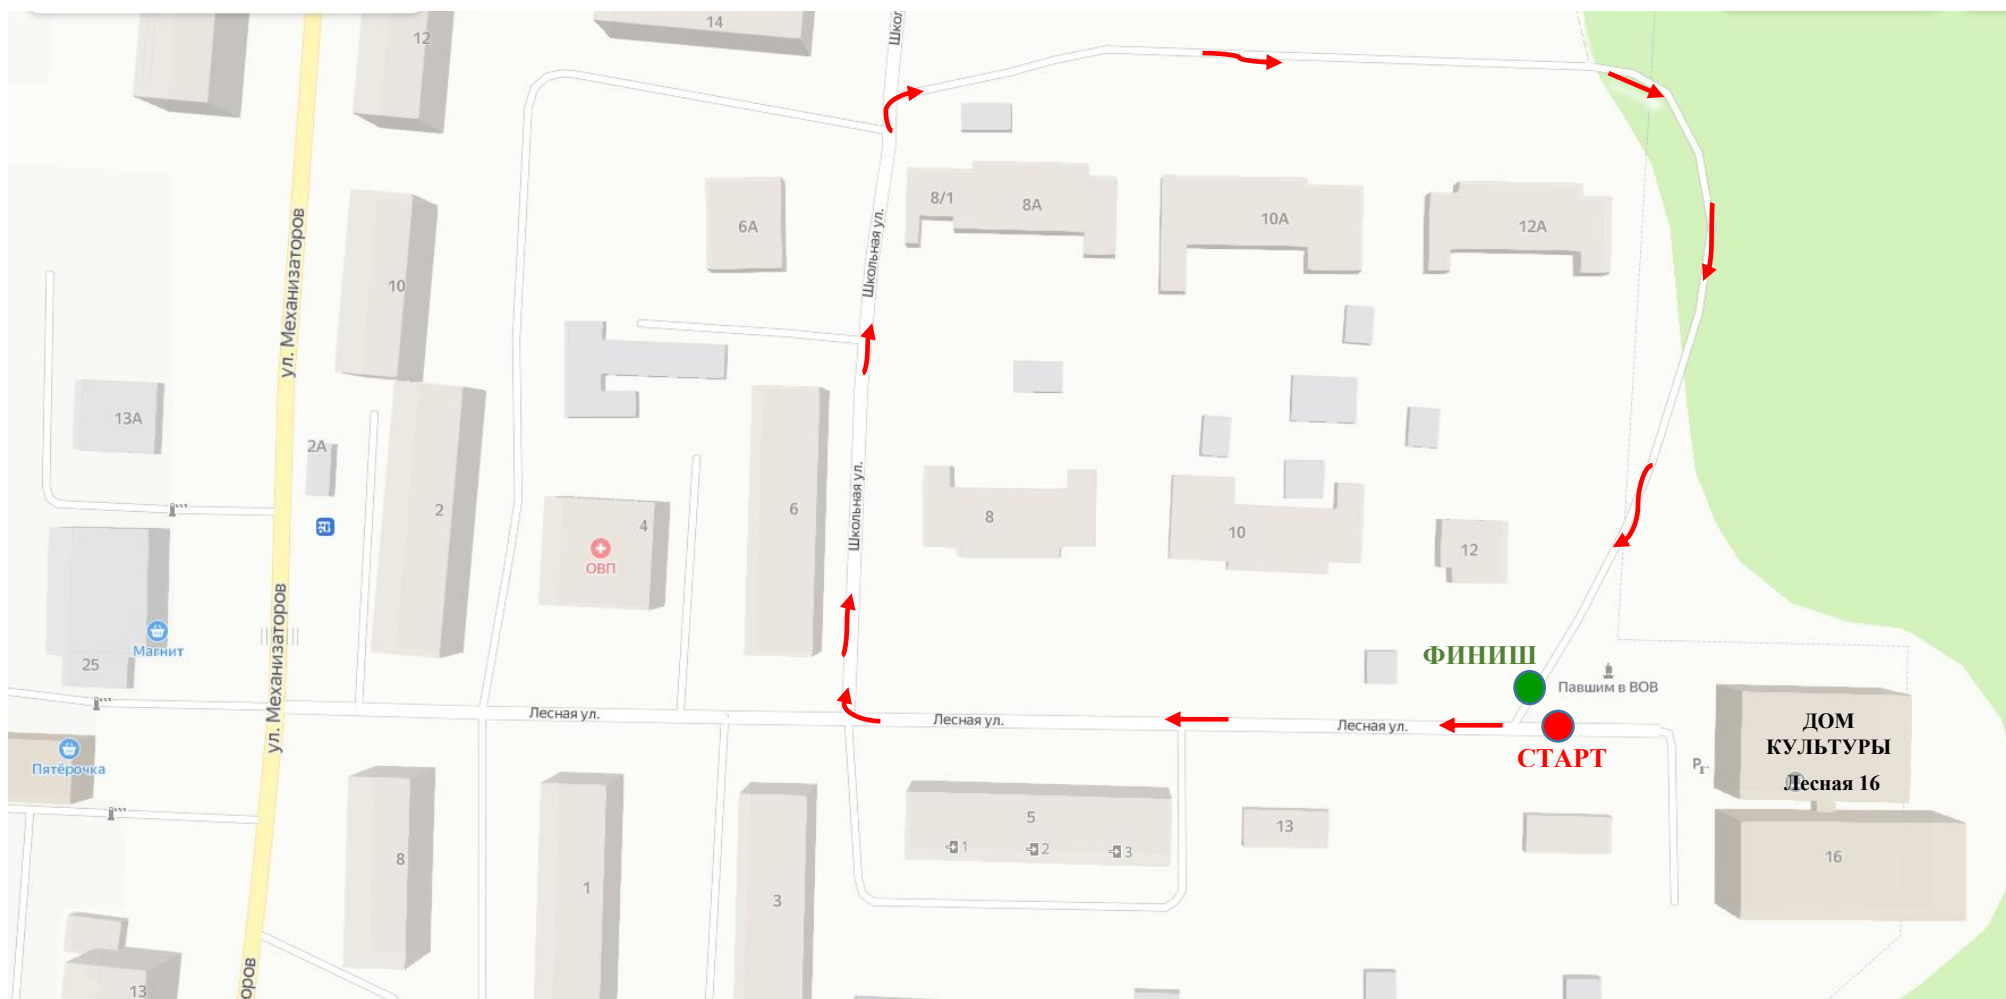 14
12
Школ
8/1
8А
10А
12А
6А
Школьная ул.
ул. Механизаторов
10
13А
2А
2
4
ОВП
6
Школьная ул.
8
10
12
Магнит
25
ул. Механизаторов
ФИНИШ
Павшим в ВОВ
Лесная ул.
Лесная ул.
Лесная ул.
СТАРТ
ДОМ
КУЛЬТУРЫ
Лесная 16
Пятёрочка
P
5
1
2
3
13
16
8
1
3
13
оров